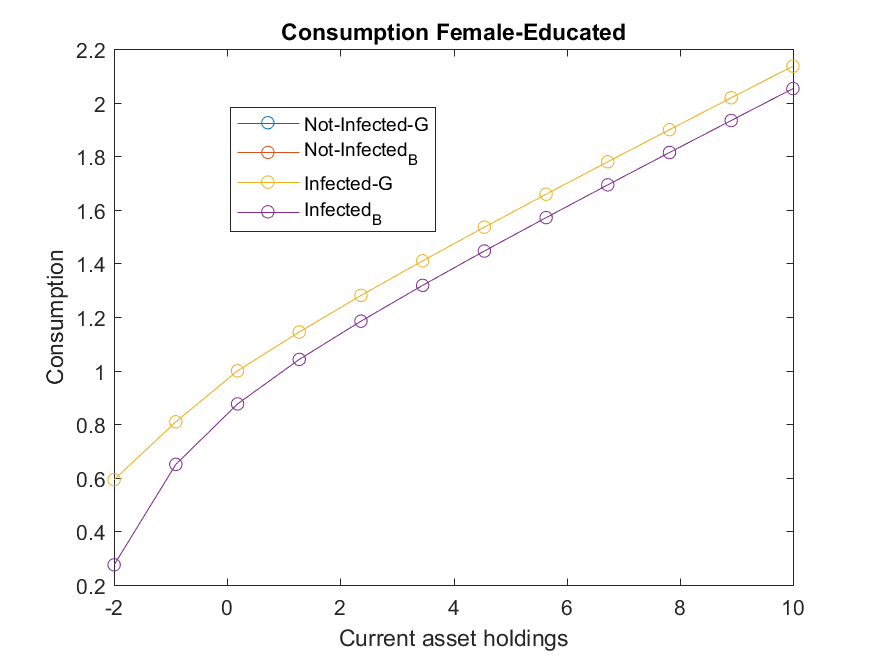 Consumption Female-Educated
2.2
2
1.8
1.6
1.4
1.2
1
0.8
0.6
0.4
0.2
Consumption
Not-Infected-G
Not-Infected_B
Infected-G
Infected_B
-2 0 2 4 6 8 10
Current asset holdings